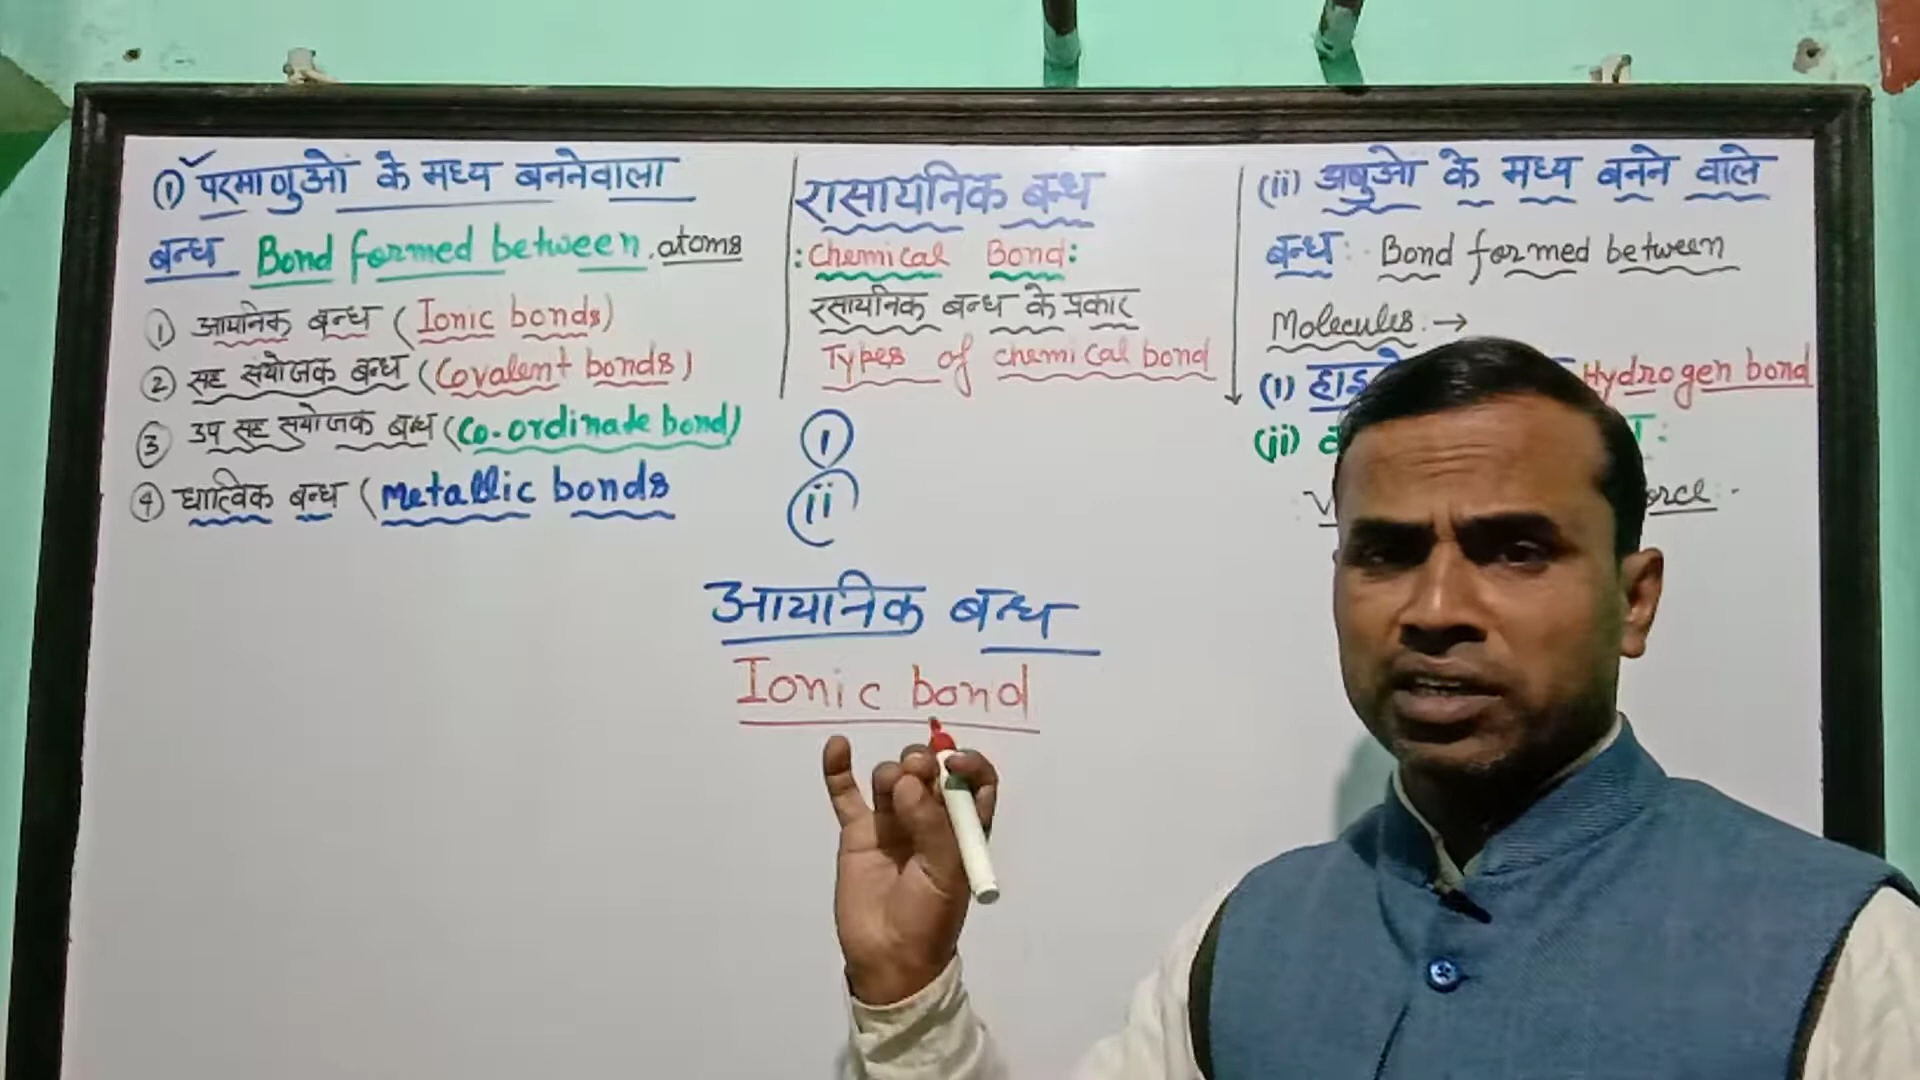 (i) परमाणुओं के मध्य बननेवाला
बन्ध Bond formed between atoms
① आयनिक बन्ध (Ionic bonds)
② सह संयोजक बन्ध (Covalent bonds)
③ उप सह संयोजक बन्ध (Co-ordinate bond)
④ धात्विक बन्ध (Metallic bonds
रासायनिक बन्ध
:Chemical Bond:
रसायनिक बन्ध के प्रकार
Types of chemical bond
i
ii
(ii) अणुओ के मध्य बनने वाले
बन्ध:- Bond formed between
Molecules: →
(i) Hydrogen bond
(ii)
आयनिक बन्ध
Ionic bond